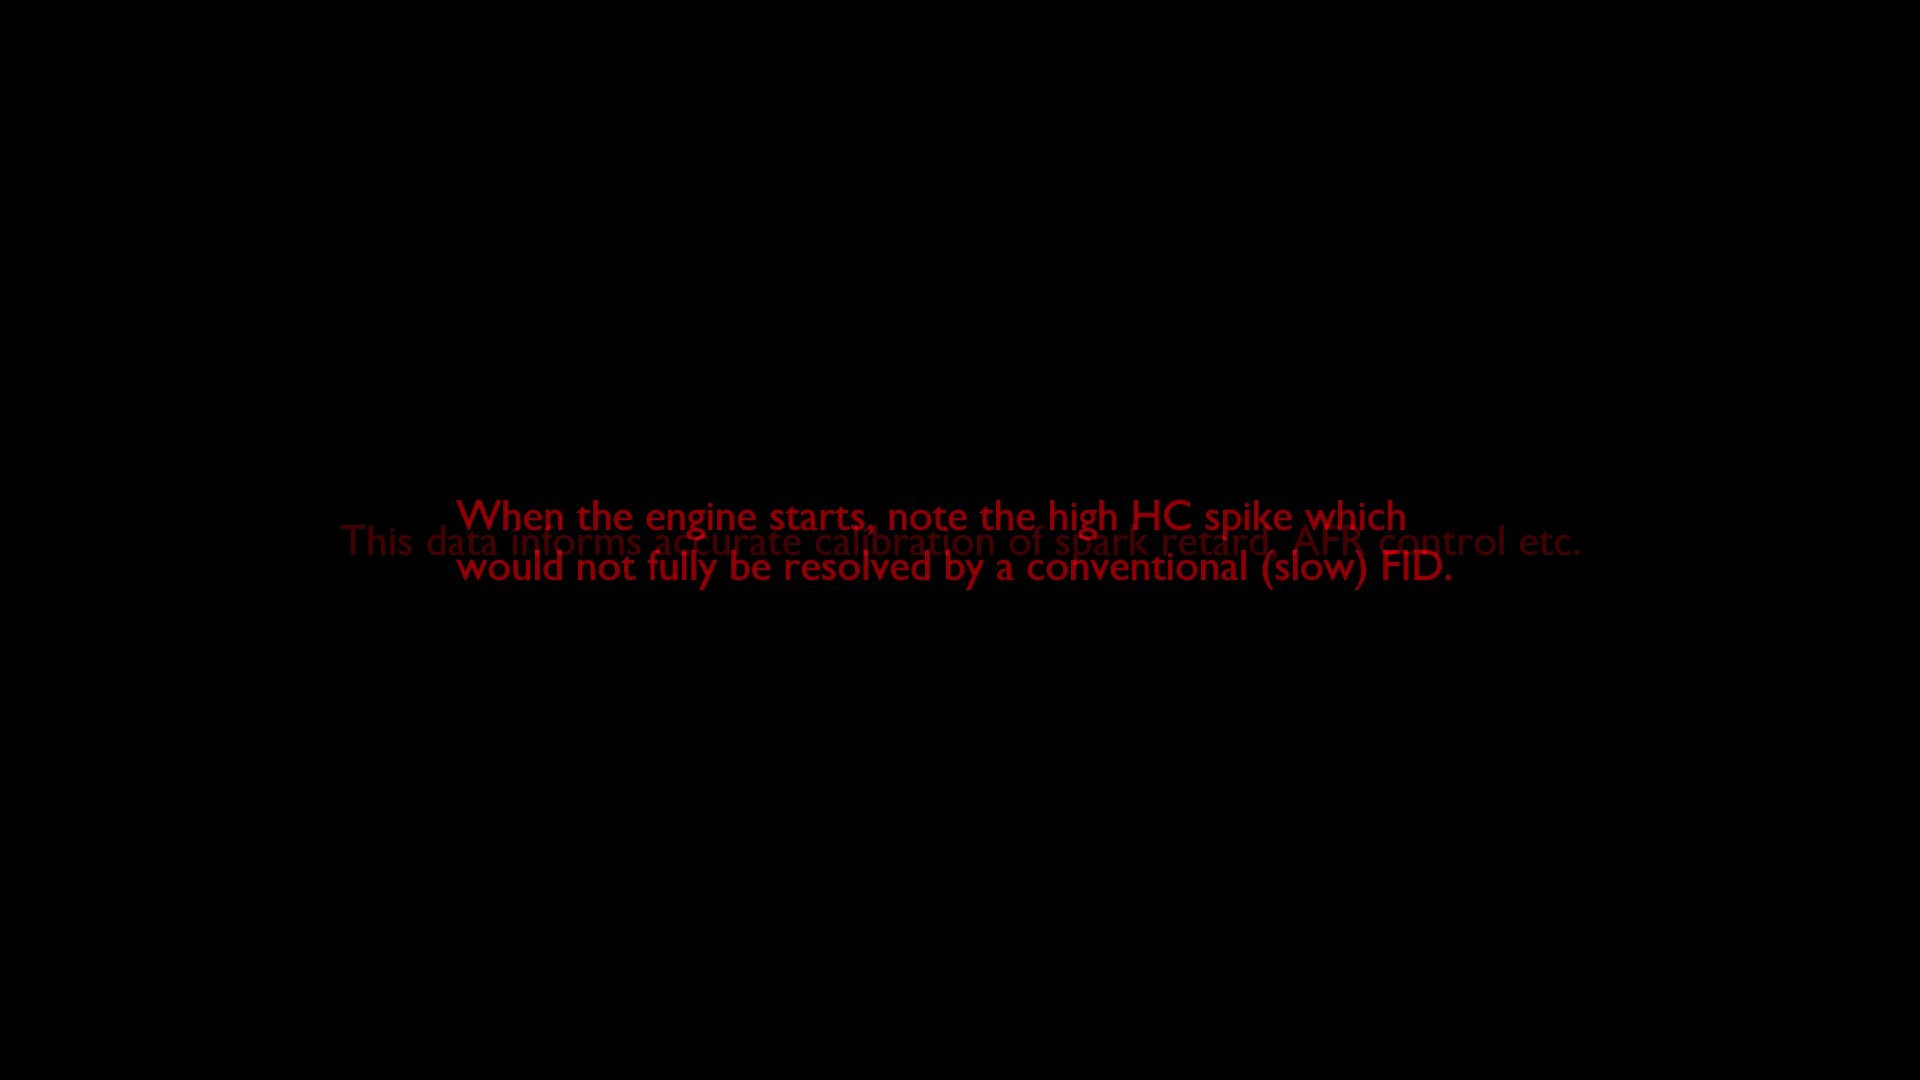 When the engine starts, note the high HC spike which
would not fully be resolved by a conventional (slow) FID.
This data informs accurate calibration of spark retard, AFR control etc.